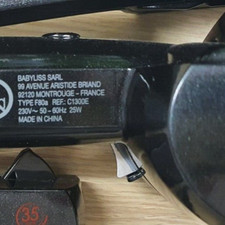 BABYLISS SARL
99 AVENUE ARISTIDE BRIAND
92120 MONTROUGE - FRANCE
TYPE F80a REF: C1300E
230V~ 50-60Hz 25W
MADE IN CHINA
35